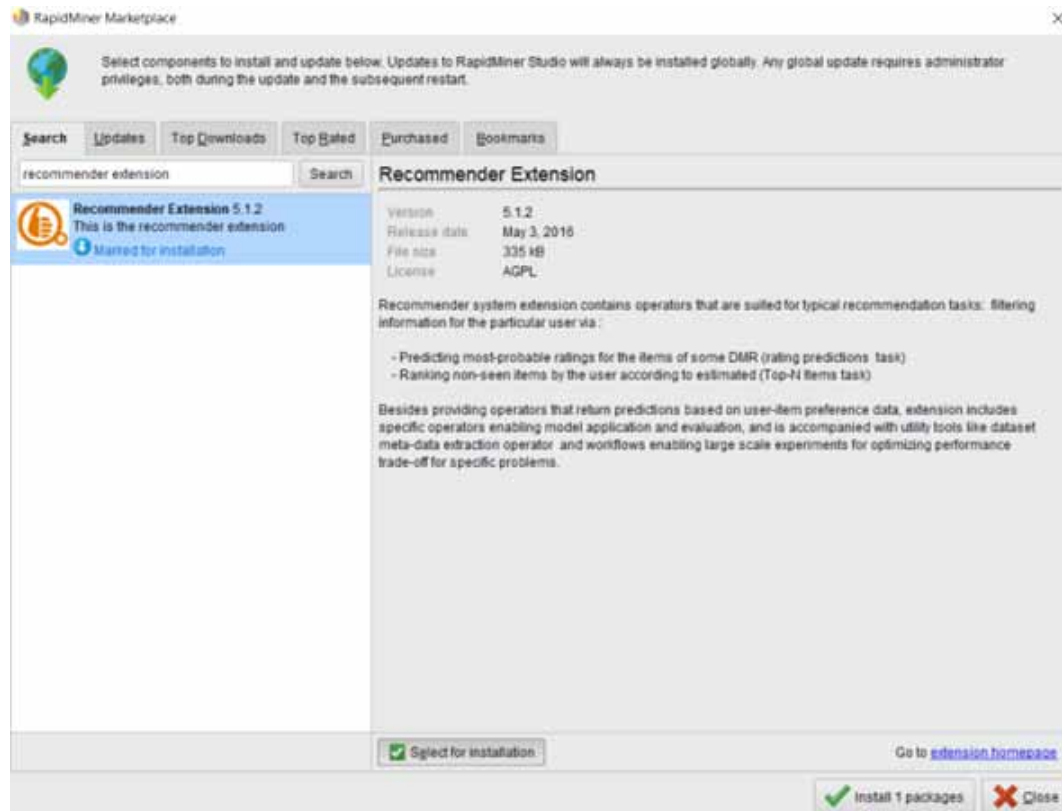 RapidMiner Marketplace
Select components to install and update below. Updates to RapidMiner Studio will always be installed globally. Any global update requires administrator
privileges, both during the update and the subsequent restart.
Search Updates Top Downloads Top Rated Purchased Bookmarks
recommender extension Search
Recommender Extension 5.1.2
This is the recommender extension
Marked for installation
Recommender Extension
Version 5.1.2
Release date May 3, 2016
File size 335 kB
License AGPL
Recommender system extension contains operators that are suited for typical recommendation tasks: filtering
information for the particular user via :
- Predicting most-probable ratings for the items of some DMR (rating predictions task)
- Ranking non-seen items by the user according to estimated (Top-N items task)
Besides providing operators that return predictions based on user-item preference data, extension includes
specific operators enabling model application and evaluation, and is accompanied with utility tools like dataset
meta-data extraction operator and workflows enabling large scale experiments for optimizing performance
trade-off for specific problems.
Select for installation
Go to extension homepage
Install 1 packages
Close